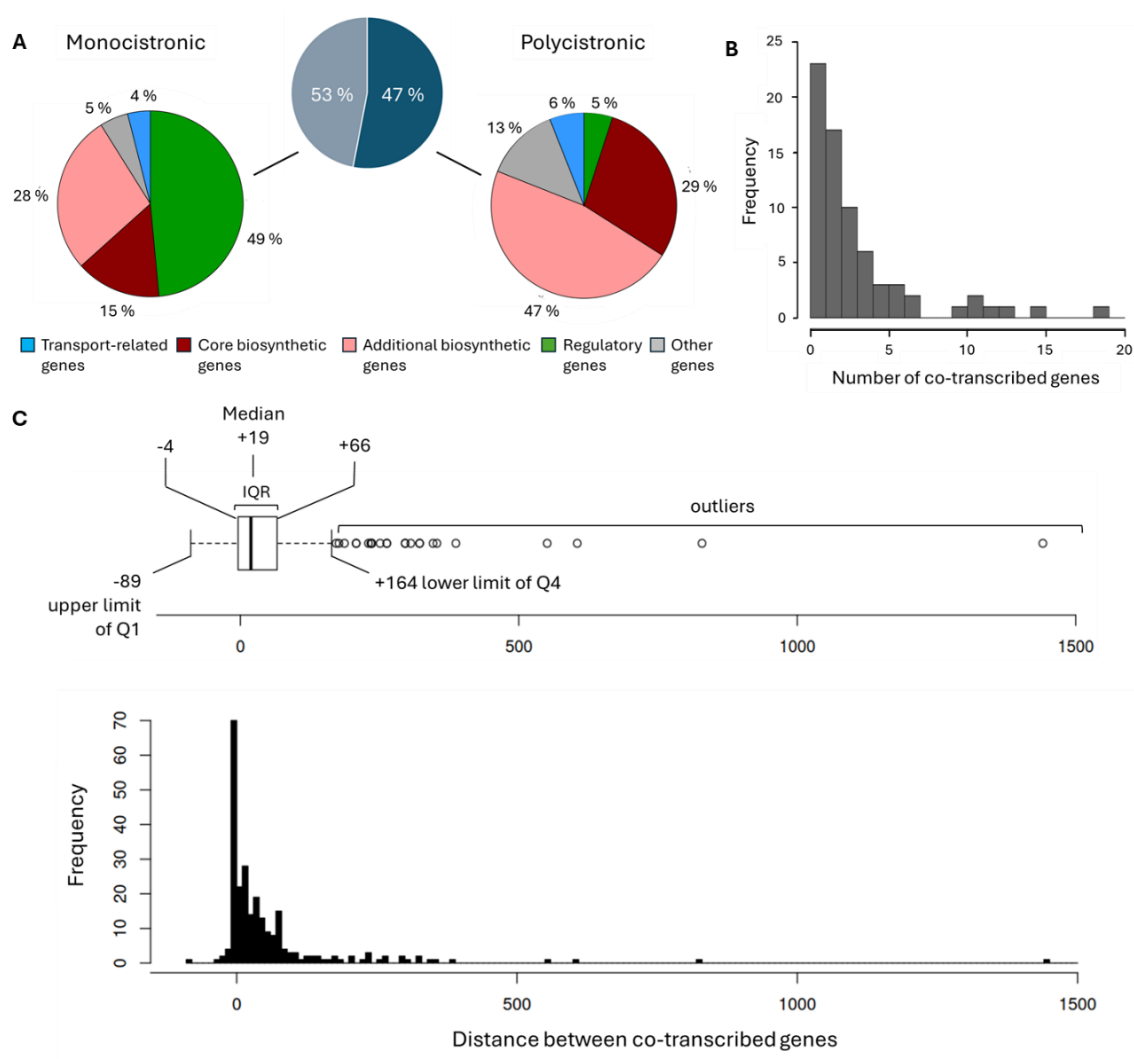 A
Monocistronic
Polycistronic
B
53 %
47 %
5 %
4 %
28 %
49 %
15 %
6 %
5 %
13 %
29 %
47 %
Transport-related
genes
Core biosynthetic
genes
Additional biosynthetic
genes
Regulatory
genes
Other
genes
25
20
15
10
5
0
Frequency
0 5 10 15 20
Number of co-transcribed genes
C
Median
-4
+19
+66
IQR
outliers
-89
upper limit
of Q1
+164 lower limit of Q4
0 500 1000 1500
70
60
50
40
30
20
10
0
Frequency
0 500 1000 1500
Distance between co-transcribed genes